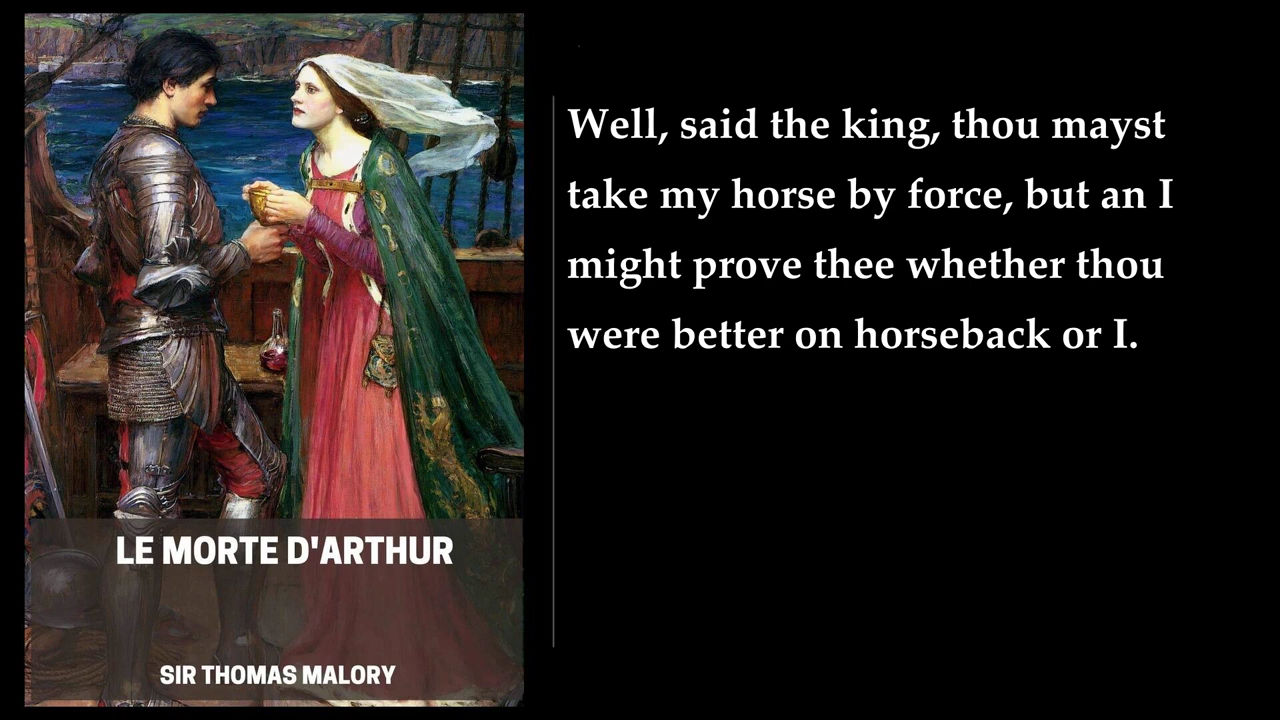 LE MORTE D'ARTHUR
SIR THOMAS MALORY
Well, said the king, thou mayst
take my horse by force, but an I
might prove thee whether thou
were better on horseback or I.